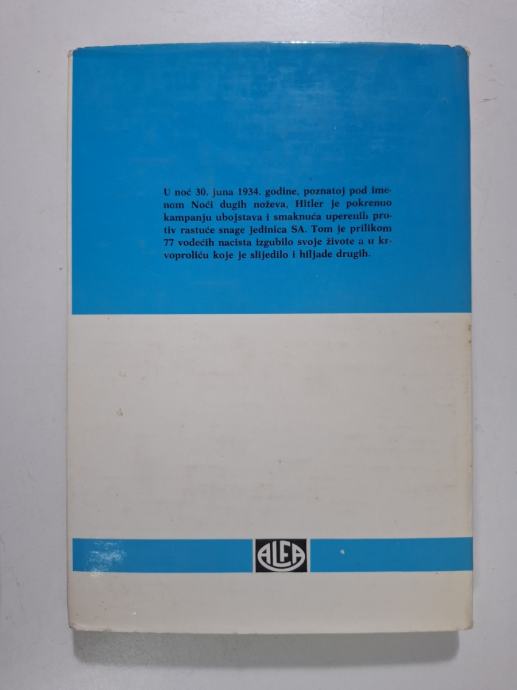 U noć 30. juna 1934. godine, poznatoj pod ime-
nom Noći dugih noževa, Hitler je pokrenuo
kampanju ubojstava i smaknuća uperenih pro-
tiv rastuće snage jedinica SA. Tom je prilikom
77 vodećih nacista izgubilo svoje živote a u kr-
voproliću koje je slijedilo i hiljade drugih.
ALFA